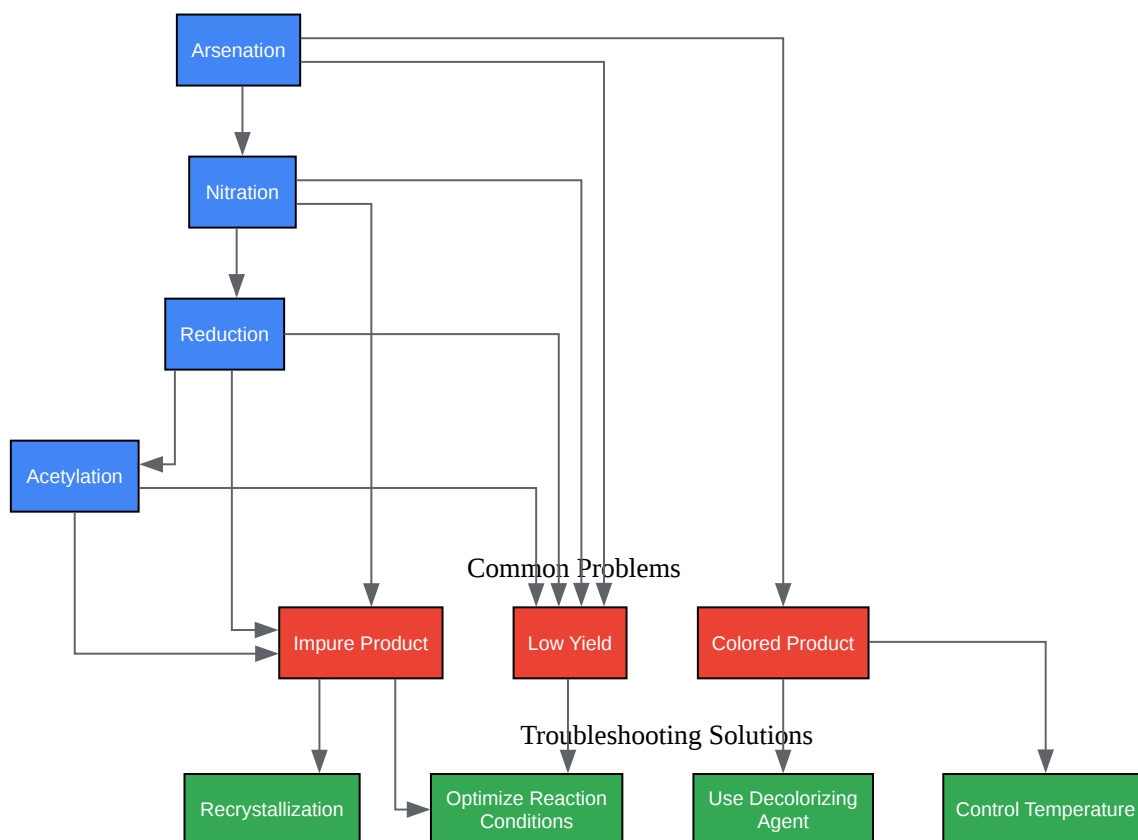 Arsenation
Nitration
Reduction
Acetylation
Common Problems
Impure Product
Low Yield
Colored Product
Troubleshooting Solutions
Recrystallization
Optimize Reaction
Conditions
Use Decolorizing
Agent
Control Temperature